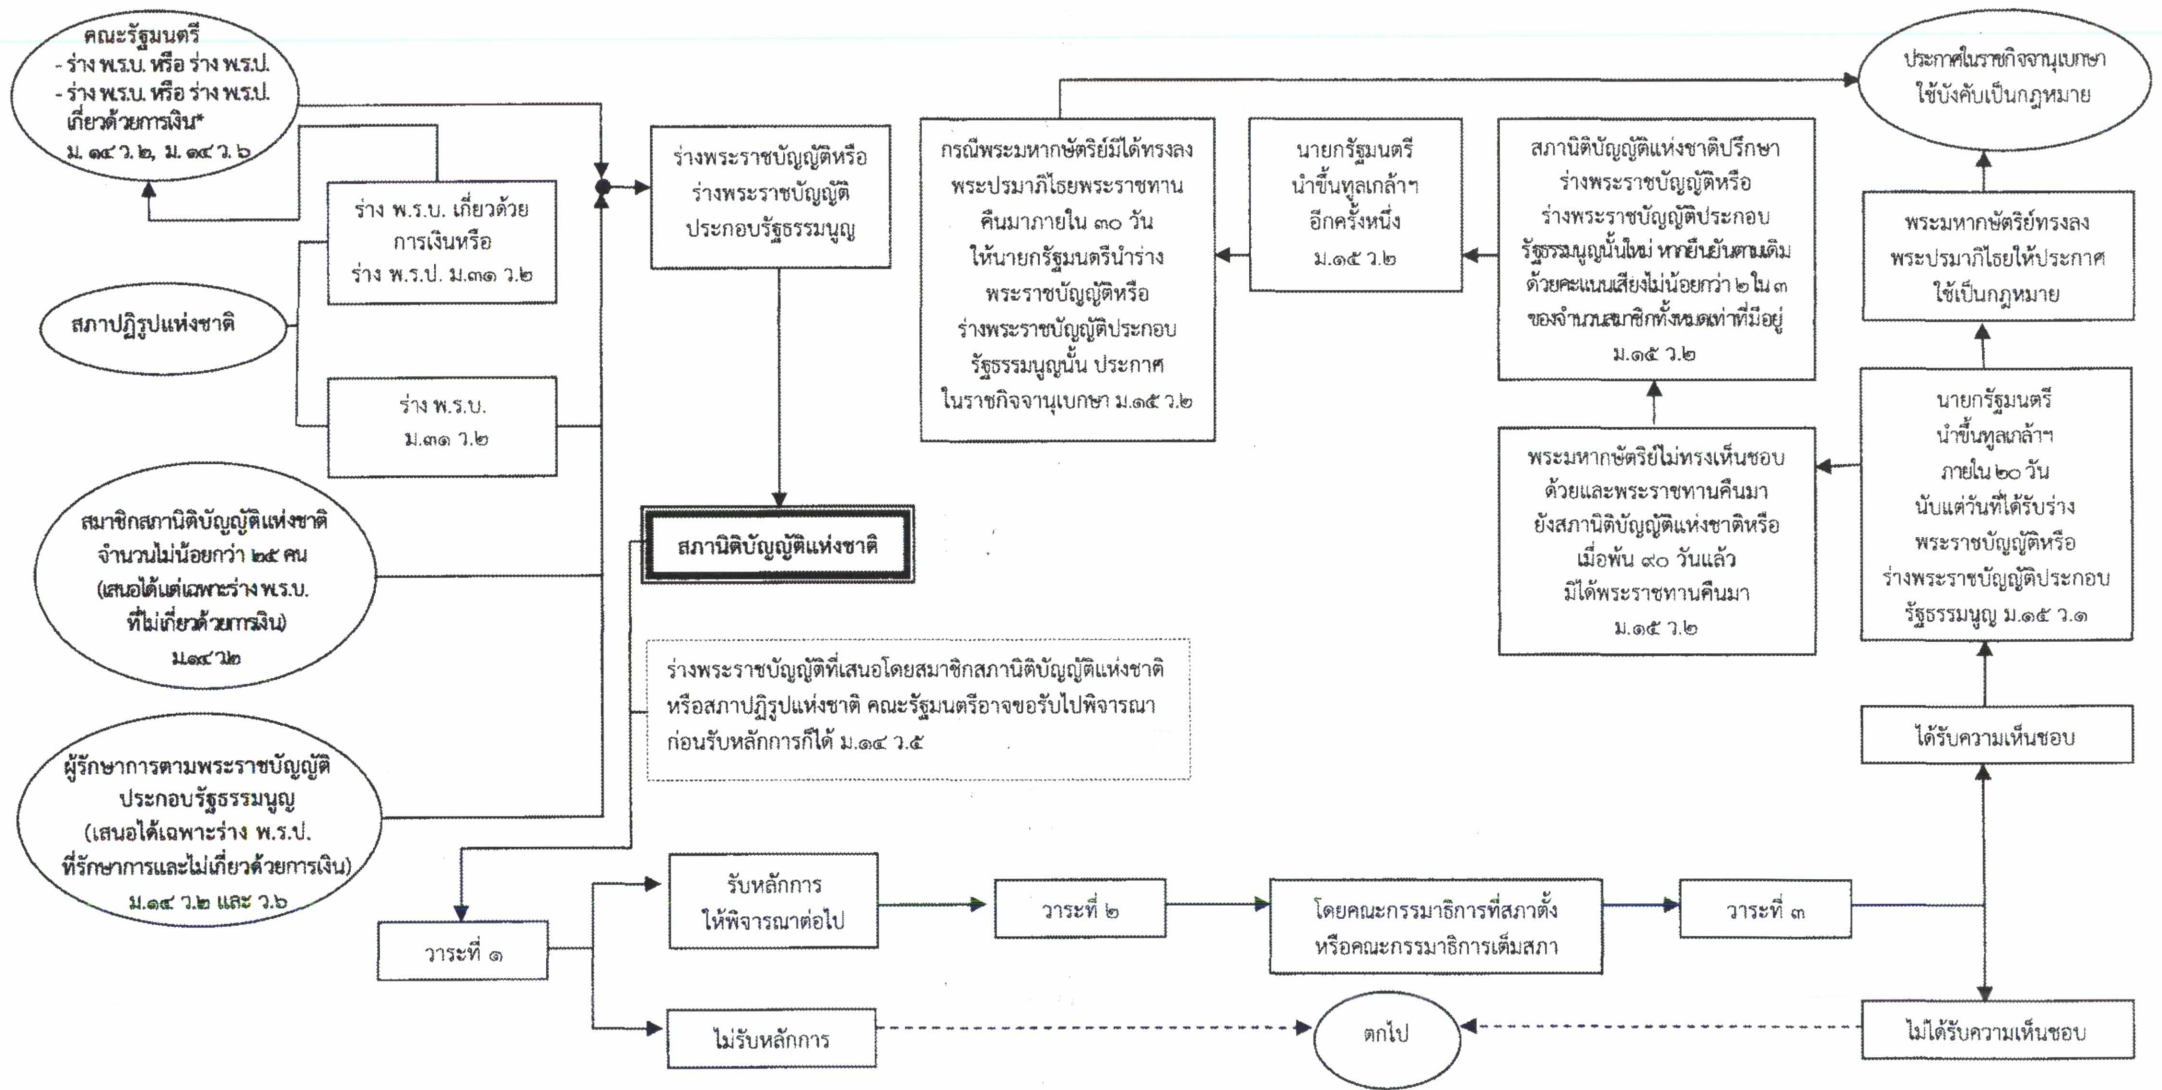 คณะรัฐมนตรี
- ร่าง พ.ร.บ. หรือ ร่าง พ.ร.ป.
- ร่าง พ.ร.บ. หรือ ร่าง พ.ร.ป.
เกี่ยวด้วยการเงิน*
ม. ๑๔ ว. ๒, ม. ๑๔ ว. ๖
ร่าง พ.ร.บ. เกี่ยวด้วย
การเงินหรือ
ร่าง พ.ร.ป. ม.๓๑ ว.๒
สภาปฏิรูปแห่งชาติ
ร่าง พ.ร.บ.
ม.๓๑ ว.๒
สมาชิกสภานิติบัญญัติแห่งชาติ
จำนวนไม่น้อยกว่า ๒๕ คน
(เสนอได้แต่เฉพาะร่าง พ.ร.บ.
ที่ไม่เกี่ยวด้วยการเงิน)
ม.๑๔ ว.๒
ผู้รักษาการตามพระราชบัญญัติ
ประกอบรัฐธรรมนูญ
(เสนอได้เฉพาะร่าง พ.ร.ป.
ที่รักษาการและไม่เกี่ยวด้วยการเงิน)
ม.๑๔ ว.๒ และ ว.๖
ร่างพระราชบัญญัติหรือ
ร่างพระราชบัญญัติ
ประกอบรัฐธรรมนูญ
สภานิติบัญญัติแห่งชาติ
ร่างพระราชบัญญัติที่เสนอโดยสมาชิกสภานิติบัญญัติแห่งชาติ
หรือสภาปฏิรูปแห่งชาติ คณะรัฐมนตรีอาจขอรับไปพิจารณา
ก่อนรับหลักการก็ได้ ม.๑๔ ว.๕
วาระที่ ๑
รับหลักการ
ให้พิจารณาต่อไป
ไม่รับหลักการ
วาระที่ ๒
โดยคณะกรรมาธิการที่สภาตั้ง
หรือคณะกรรมาธิการเต็มสภา
วาระที่ ๓
ตกไป
ไม่ได้รับความเห็นชอบ
ได้รับความเห็นชอบ
นายกรัฐมนตรี
นำขึ้นทูลเกล้าฯ
ภายใน ๒๐ วัน
นับแต่วันที่ได้รับร่าง
พระราชบัญญัติหรือ
ร่างพระราชบัญญัติประกอบ
รัฐธรรมนูญ ม.๑๕ ว.๑
พระมหากษัตริย์ทรงลง
พระปรมาภิไธยให้ประกาศ
ใช้เป็นกฎหมาย
ประกาศในราชกิจจานุเบกษา
ใช้บังคับเป็นกฎหมาย
พระมหากษัตริย์ไม่ทรงเห็นชอบ
ด้วยและพระราชทานคืนมา
ยังสภานิติบัญญัติแห่งชาติหรือ
เมื่อพ้น ๙๐ วันแล้ว
มิได้พระราชทานคืนมา
ม.๑๕ ว.๒
สภานิติบัญญัติแห่งชาติปรึกษา
ร่างพระราชบัญญัติหรือ
ร่างพระราชบัญญัติประกอบ
รัฐธรรมนูญนั้นใหม่ หากยืนยันตามเดิม
ด้วยคะแนนเสียงไม่น้อยกว่า ๒ ใน ๓
ของจำนวนสมาชิกทั้งหมดเท่าที่มีอยู่
ม.๑๕ ว.๒
นายกรัฐมนตรี
นำขึ้นทูลเกล้าฯ
อีกครั้งหนึ่ง
ม.๑๕ ว.๒
กรณีพระมหากษัตริย์มิได้ทรงลง
พระปรมาภิไธยพระราชทาน
คืนมาภายใน ๓๐ วัน
ให้นายกรัฐมนตรีนำร่าง
พระราชบัญญัติหรือ
ร่างพระราชบัญญัติประกอบ
รัฐธรรมนูญนั้น ประกาศ
ในราชกิจจานุเบกษา ม.๑๕ ว.๒